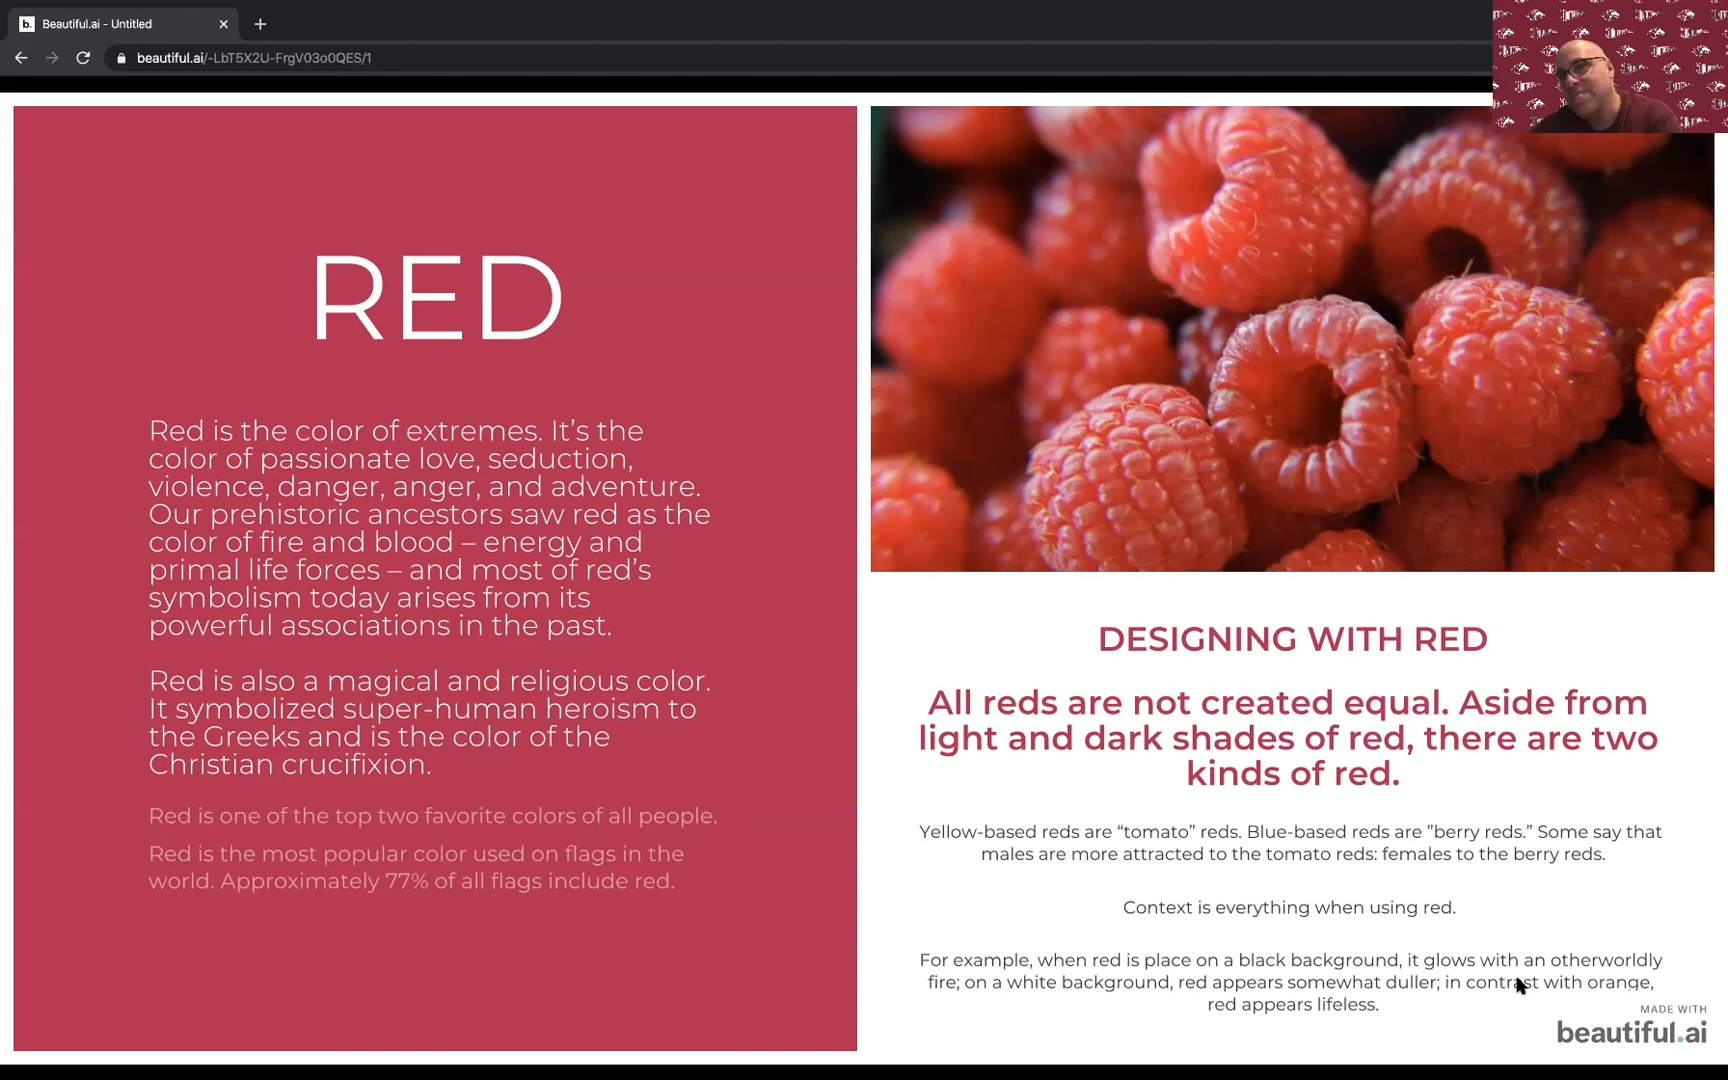 Beautiful.ai - Untitled
beautiful.ai/-LbT5X2U-FrgV03o0QES/1
RED
Red is the color of extremes. It’s the
color of passionate love, seduction,
violence, danger, anger, and adventure.
Our prehistoric ancestors saw red as the
color of fire and blood – energy and
primal life forces – and most of red’s
symbolism today arises from its
powerful associations in the past.
Red is also a magical and religious color.
It symbolized super-human heroism to
the Greeks and is the color of the
Christian crucifixion.
Red is one of the top two favorite colors of all people.
Red is the most popular color used on flags in the
world. Approximately 77% of all flags include red.
DESIGNING WITH RED
All reds are not created equal. Aside from
light and dark shades of red, there are two
kinds of red.
Yellow-based reds are “tomato” reds. Blue-based reds are ”berry reds.” Some say that
males are more attracted to the tomato reds: females to the berry reds.
Context is everything when using red.
For example, when red is place on a black background, it glows with an otherworldly
fire; on a white background, red appears somewhat duller; in contrast with orange,
red appears lifeless.
MADE WITH
beautiful.ai